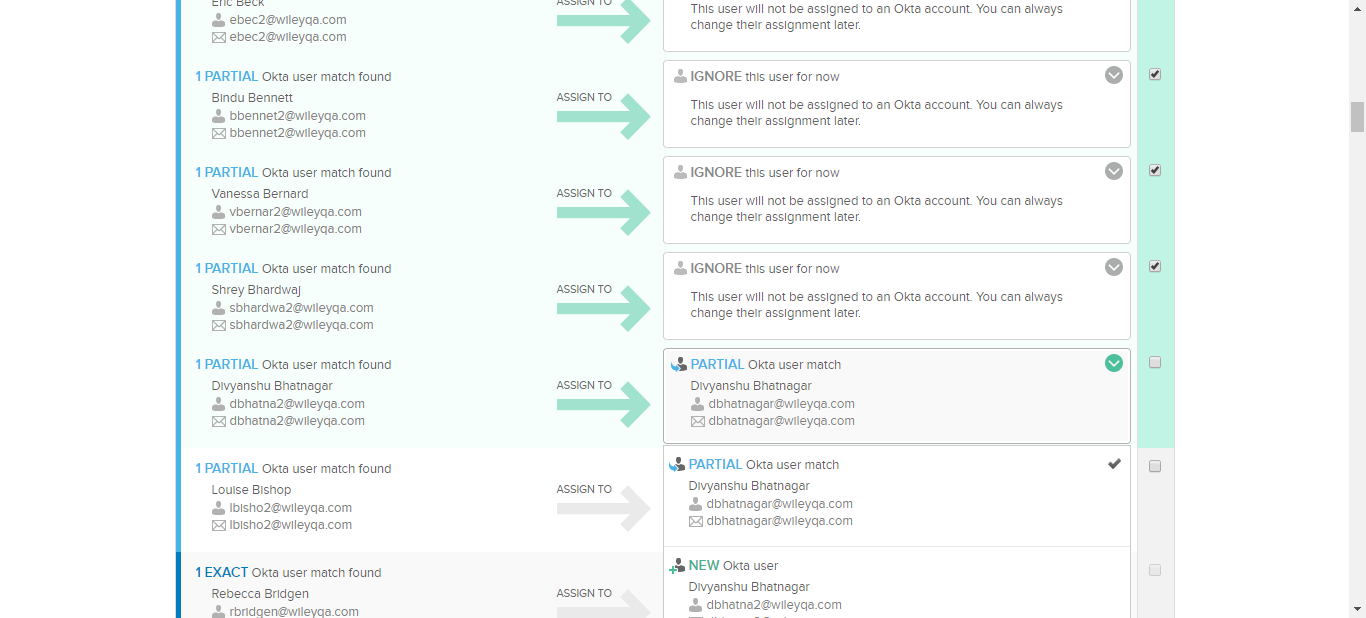 Eric Beck
ebec2@wileyqa.com
ebec2@wileyqa.com
ASSIGN TO
This user will not be assigned to an Okta account. You can always
change their assignment later.
1 PARTIAL Okta user match found
Bindu Bennett
bbennet2@wileyqa.com
bbennet2@wileyqa.com
ASSIGN TO
IGNORE this user for now
This user will not be assigned to an Okta account. You can always
change their assignment later.
1 PARTIAL Okta user match found
Vanessa Bernard
vbernar2@wileyqa.com
vbernar2@wileyqa.com
ASSIGN TO
IGNORE this user for now
This user will not be assigned to an Okta account. You can always
change their assignment later.
1 PARTIAL Okta user match found
Shrey Bhardwaj
sbhardwa2@wileyqa.com
sbhardwa2@wileyqa.com
ASSIGN TO
IGNORE this user for now
This user will not be assigned to an Okta account. You can always
change their assignment later.
1 PARTIAL Okta user match found
Divyanshu Bhatnagar
dbhatna2@wileyqa.com
dbhatna2@wileyqa.com
ASSIGN TO
PARTIAL Okta user match
Divyanshu Bhatnagar
dbhatnagar@wileyqa.com
dbhatnagar@wileyqa.com
1 PARTIAL Okta user match found
Louise Bishop
lbisho2@wileyqa.com
lbisho2@wileyqa.com
ASSIGN TO
PARTIAL Okta user match
Divyanshu Bhatnagar
dbhatnagar@wileyqa.com
dbhatnagar@wileyqa.com
1 EXACT Okta user match found
Rebecca Bridgen
rbridgen@wileyqa.com
ASSIGN TO
NEW Okta user
Divyanshu Bhatnagar
dbhatna2@wileyqa.com